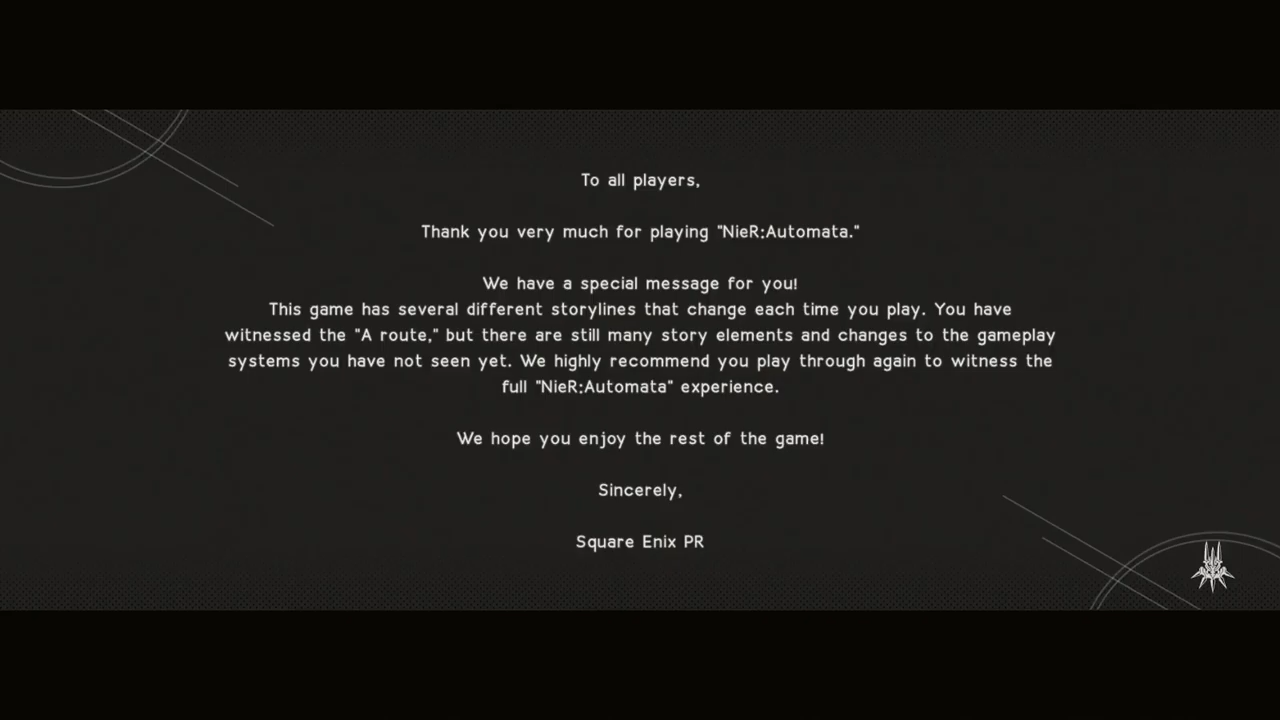 To all players,
Thank you very much for playing "NieR:Automata."
We have a special message for you!
This game has several different storylines that change each time you play. You have
witnessed the "A route," but there are still many story elements and changes to the gameplay
systems you have not seen yet. We highly recommend you play through again to witness the
full "NieR:Automata" experience.
We hope you enjoy the rest of the game!
Sincerely,
Square Enix PR